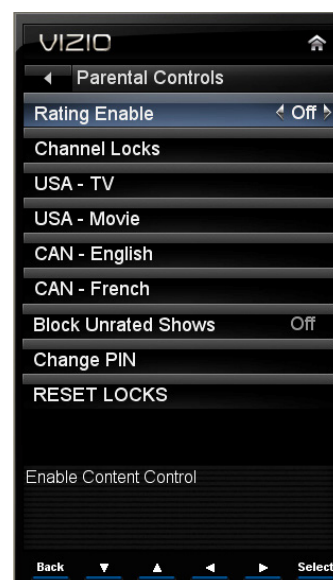 VIZIO
Parental Controls
Rating Enable Off
Channel Locks
USA - TV
USA - Movie
CAN - English
CAN - French
Block Unrated Shows Off
Change PIN
RESET LOCKS
Enable Content Control
Back Select